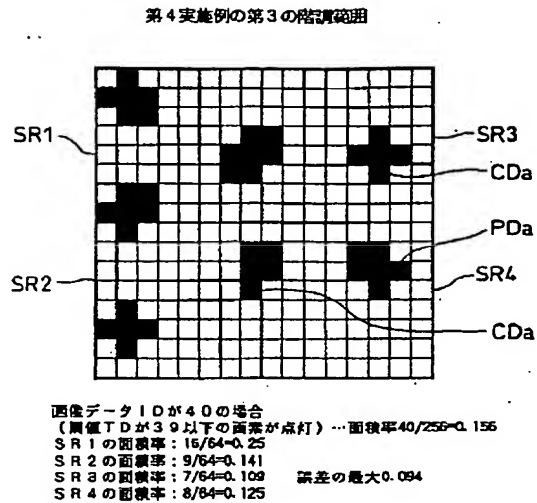 第4実施例の第3の階調範囲
SR1
SR3
CDa
PDa
SR2
SR4
CDa
画像データIDが40の場合
(閾値TDが39以下の画素が点灯)…面積率40/256=0.156
SR1の面積率:16/64=0.25
SR2の面積率:9/64=0.141
SR3の面積率:7/64=0.109 誤差の最大0.094
SR4の面積率:8/64=0.125